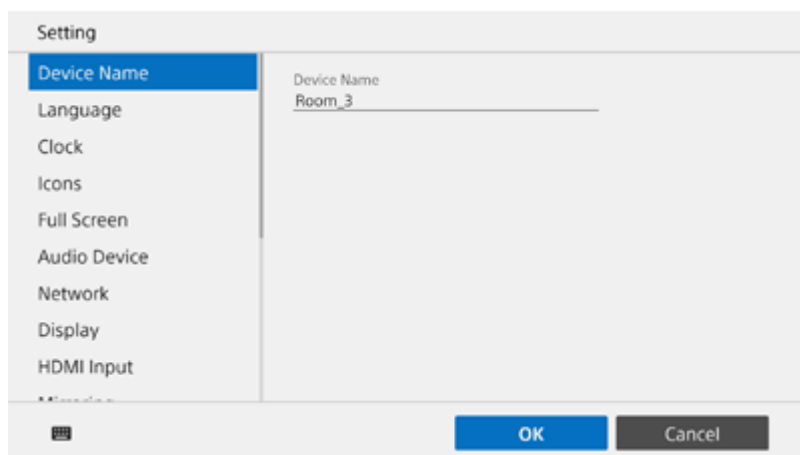 Setting
Device Name
Language
Clock
Icons
Full Screen
Audio Device
Network
Display
HDMI Input
Device Name
Room_3
OK
Cancel